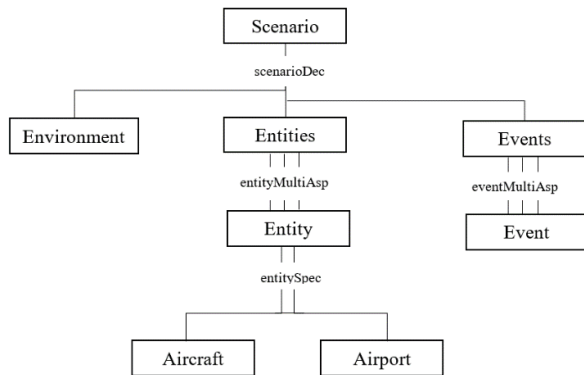 Scenario
scenarioDec
Environment
Entities
Events
entityMultiAsp
eventMultiAsp
Entity
Event
entitySpec
Aircraft
Airport